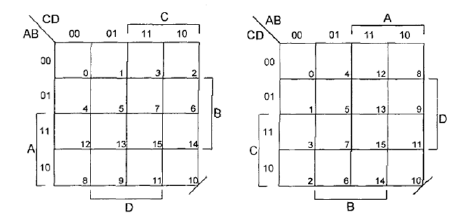 C A
CD AB
AB 00 01 11 10 CD 00 01 11 10
00 0 1 3 2 00 0 4 12 8
01 4 5 7 6 B 01 1 5 13 9 D
A 11 12 13 15 14 C 11 3 7 15 11
10 8 9 11 10 10 2 6 14 10
D B